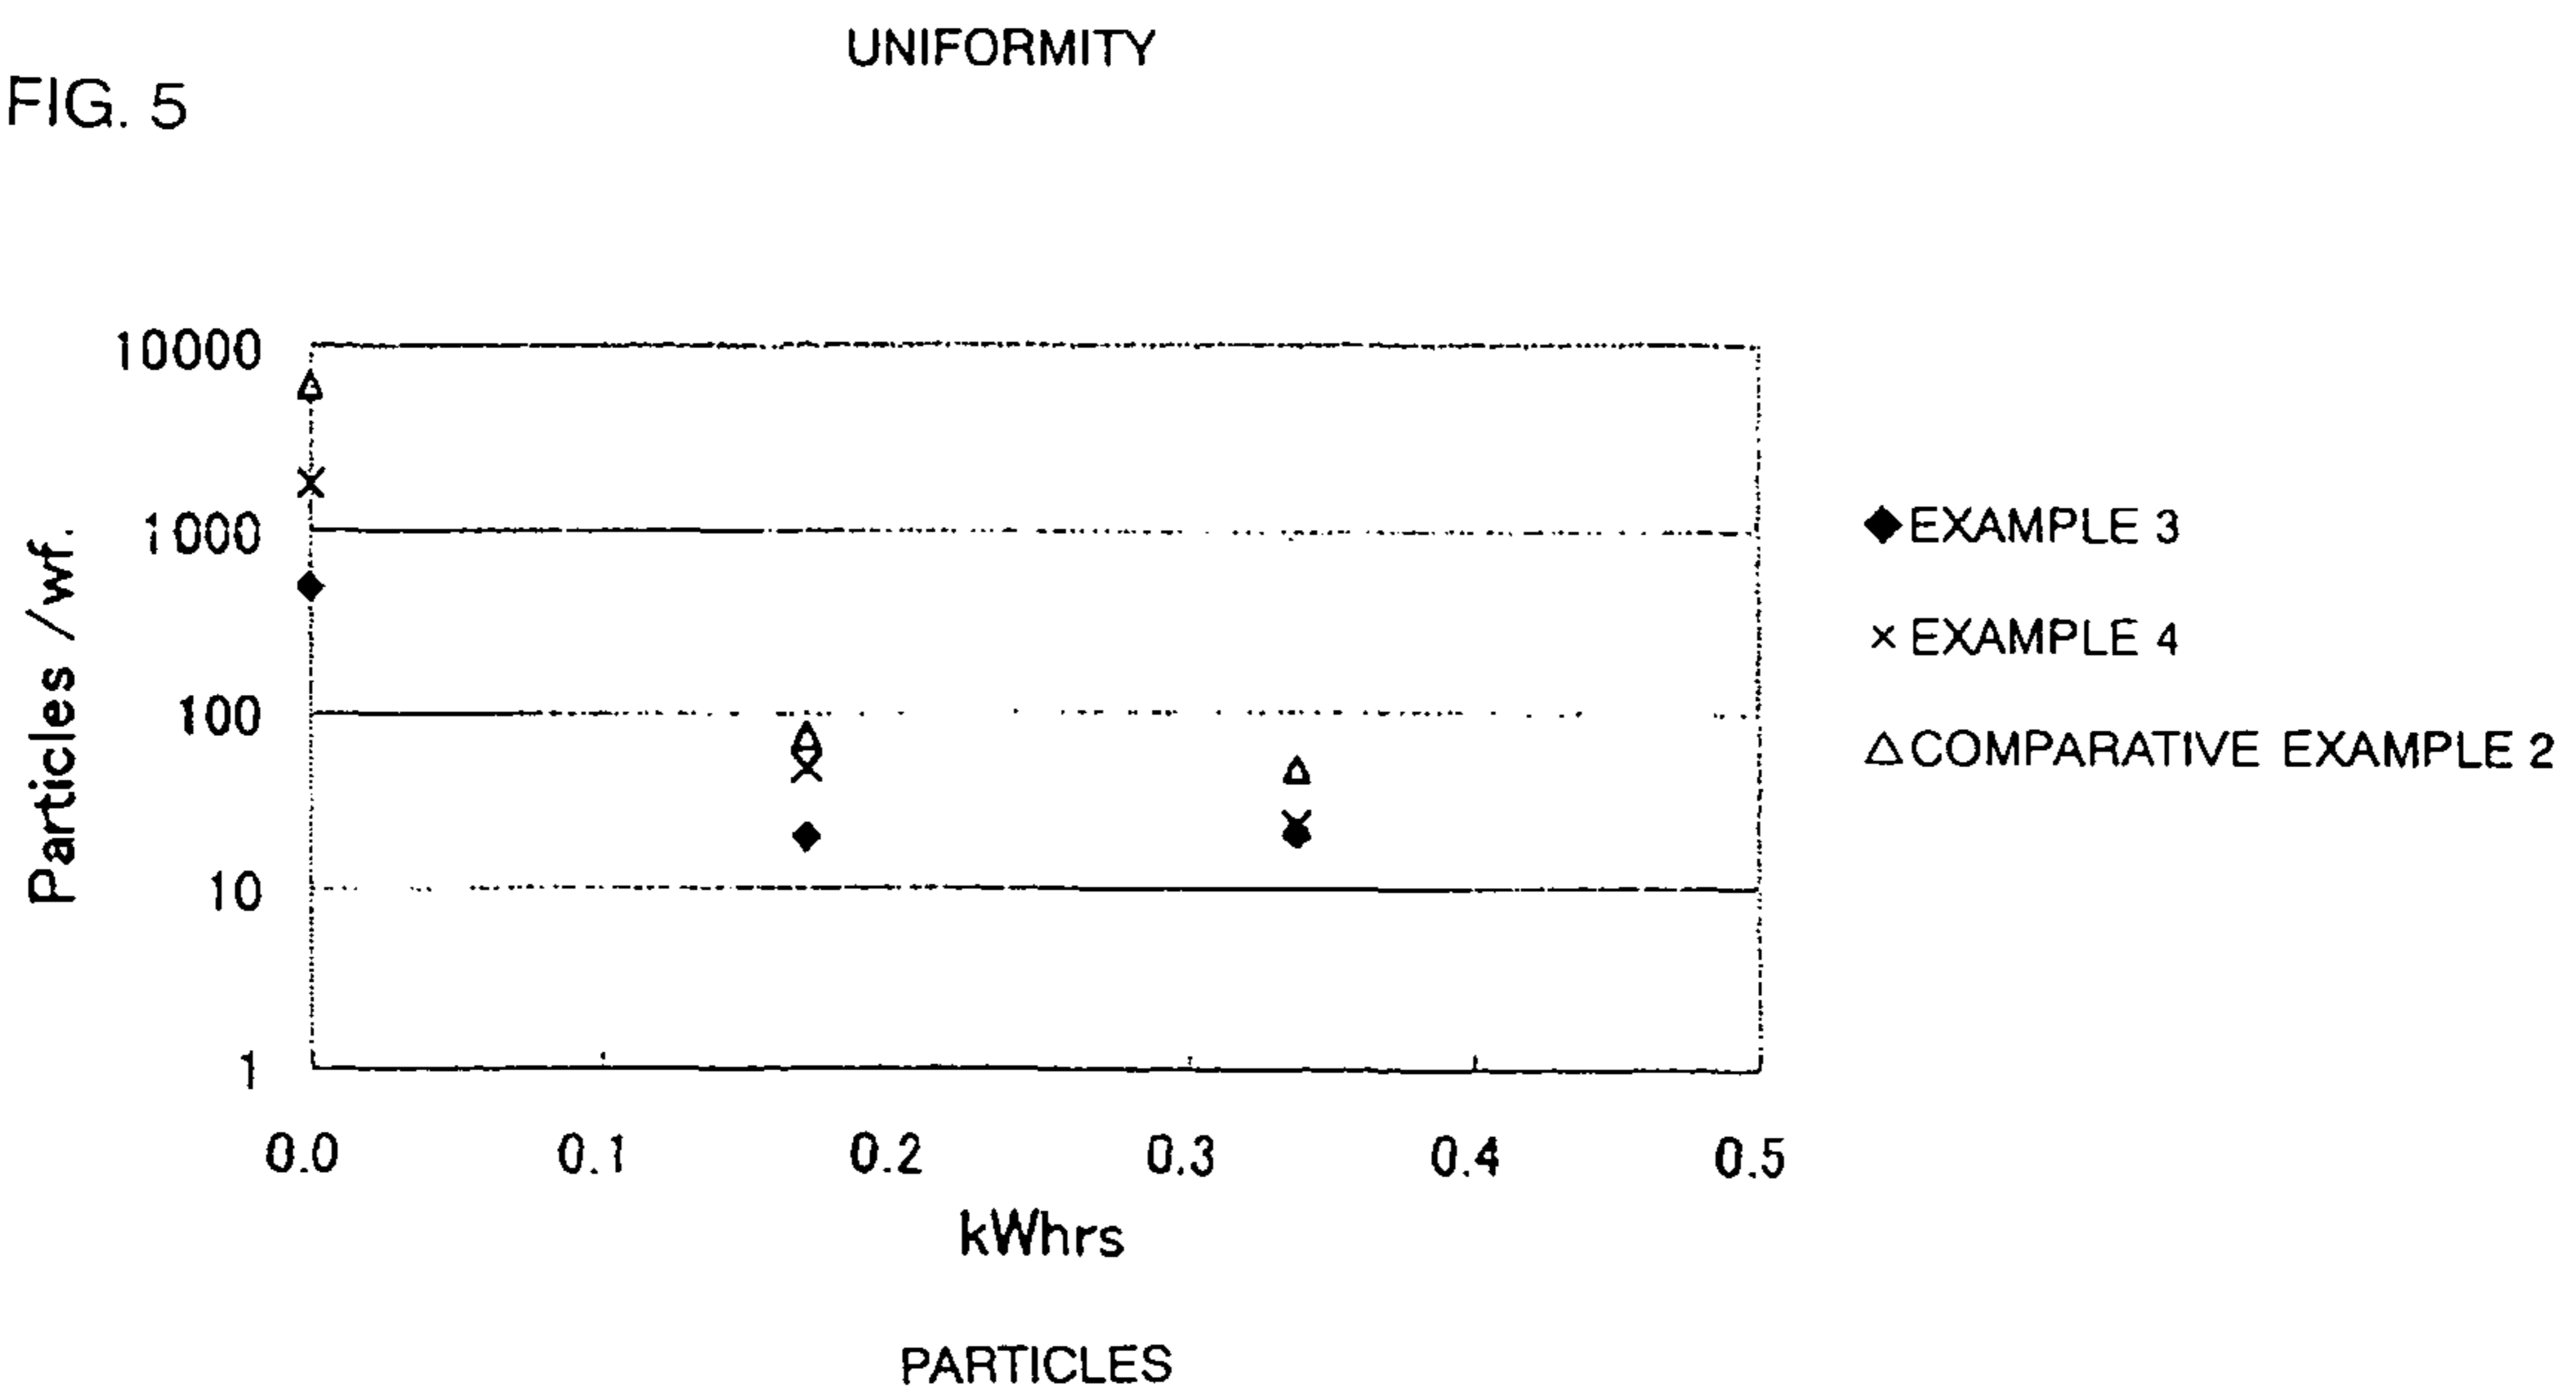 UNIFORMITY
FIG. 5
10000
1000
100
10
1
Particles /wf.
0.0 0.1 0.2 0.3 0.4 0.5
kWhrs
EXAMPLE 3
EXAMPLE 4
COMPARATIVE EXAMPLE 2
PARTICLES